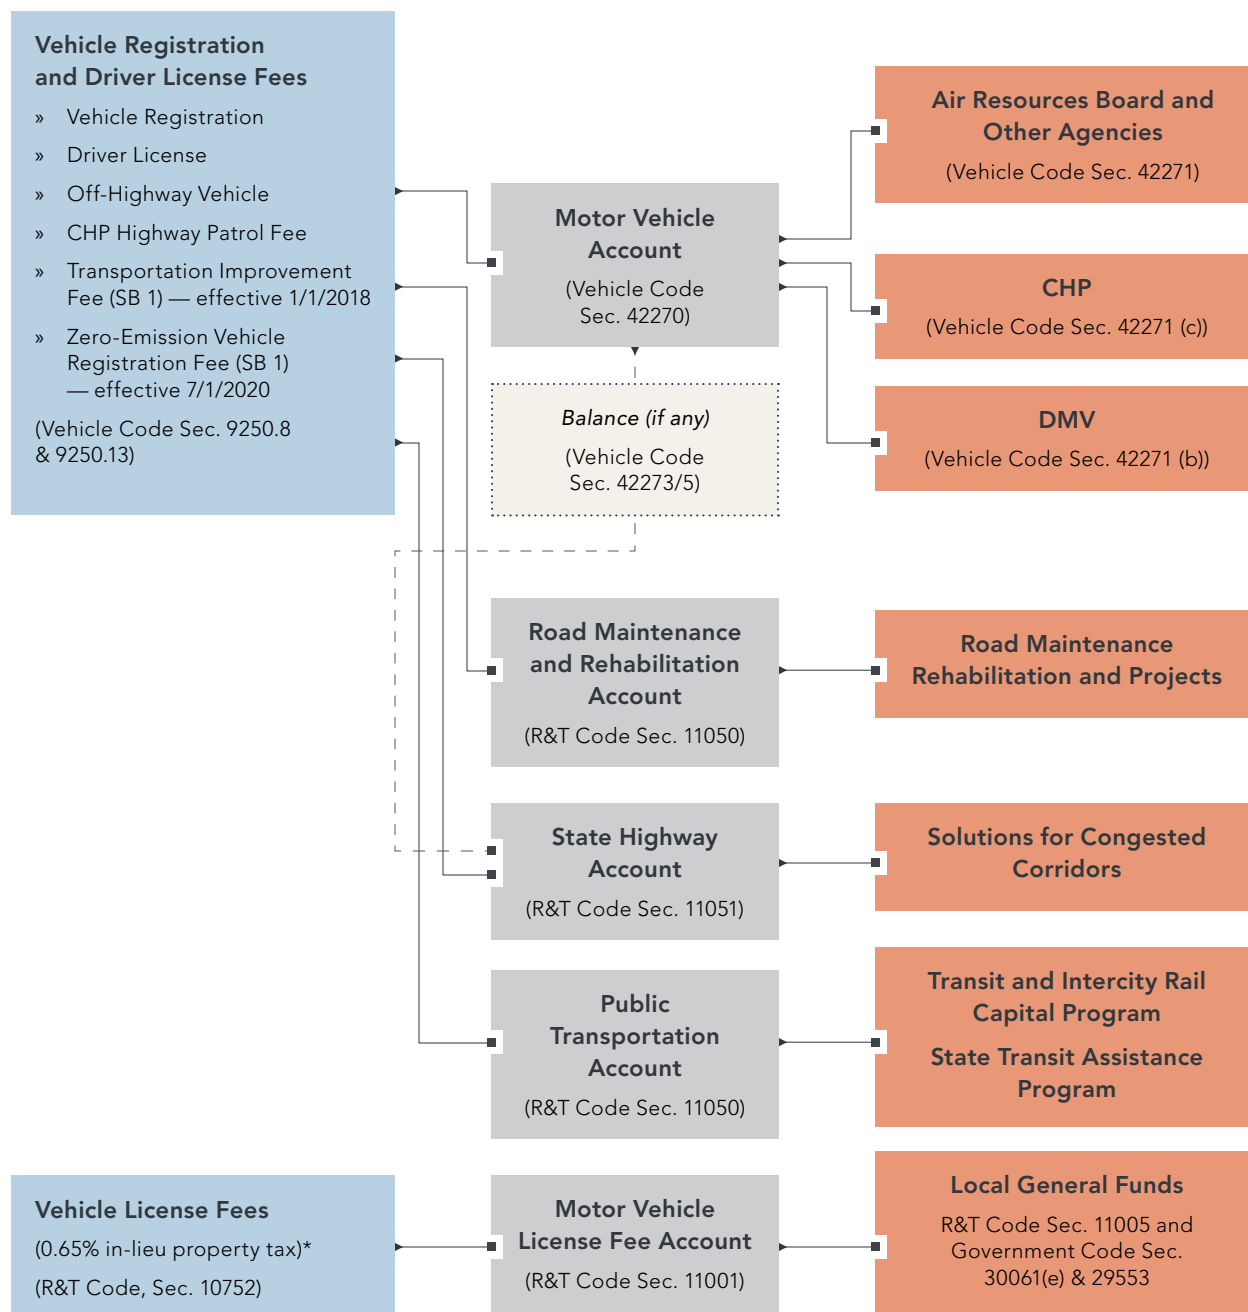 Vehicle Registration
and Driver License Fees
» Vehicle Registration
» Driver License
» Off-Highway Vehicle
» CHP Highway Patrol Fee
» Transportation Improvement
Fee (SB 1) — effective 1/1/2018
» Zero-Emission Vehicle
Registration Fee (SB 1)
— effective 7/1/2020
(Vehicle Code Sec. 9250.8
& 9250.13)
Motor Vehicle
Account
(Vehicle Code
Sec. 42270)
Balance (if any)
(Vehicle Code
Sec. 42273/5)
Air Resources Board and
Other Agencies
(Vehicle Code Sec. 42271)
CHP
(Vehicle Code Sec. 42271 (c))
DMV
(Vehicle Code Sec. 42271 (b))
Road Maintenance
and Rehabilitation
Account
(R&T Code Sec. 11050)
Road Maintenance
Rehabilitation and Projects
State Highway
Account
(R&T Code Sec. 11051)
Solutions for Congested
Corridors
Public
Transportation
Account
(R&T Code Sec. 11050)
Transit and Intercity Rail
Capital Program
State Transit Assistance
Program
Vehicle License Fees
(0.65% in-lieu property tax)*
(R&T Code, Sec. 10752)
Motor Vehicle
License Fee Account
(R&T Code Sec. 11001)
Local General Funds
R&T Code Sec. 11005 and
Government Code Sec.
30061(e) & 29553